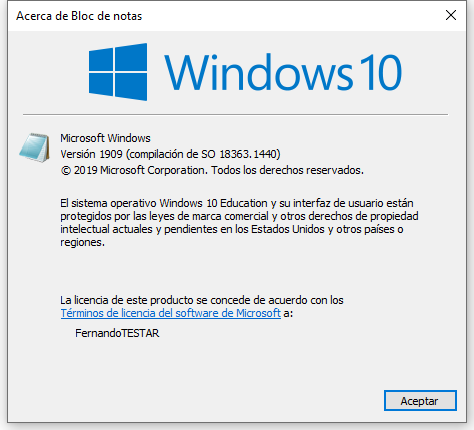 Acerca de Bloc de notas
Windows 10
Microsoft Windows
Versión 1909 (compilación de SO 18363.1440)
© 2019 Microsoft Corporation. Todos los derechos reservados.
El sistema operativo Windows 10 Education y su interfaz de usuario están
protegidos por las leyes de marca comercial y otros derechos de propiedad
intelectual actuales y pendientes en los Estados Unidos y otros países o
regiones.
La licencia de este producto se concede de acuerdo con los
Términos de licencia del software de Microsoft a:
FernandoTESTAR
Aceptar